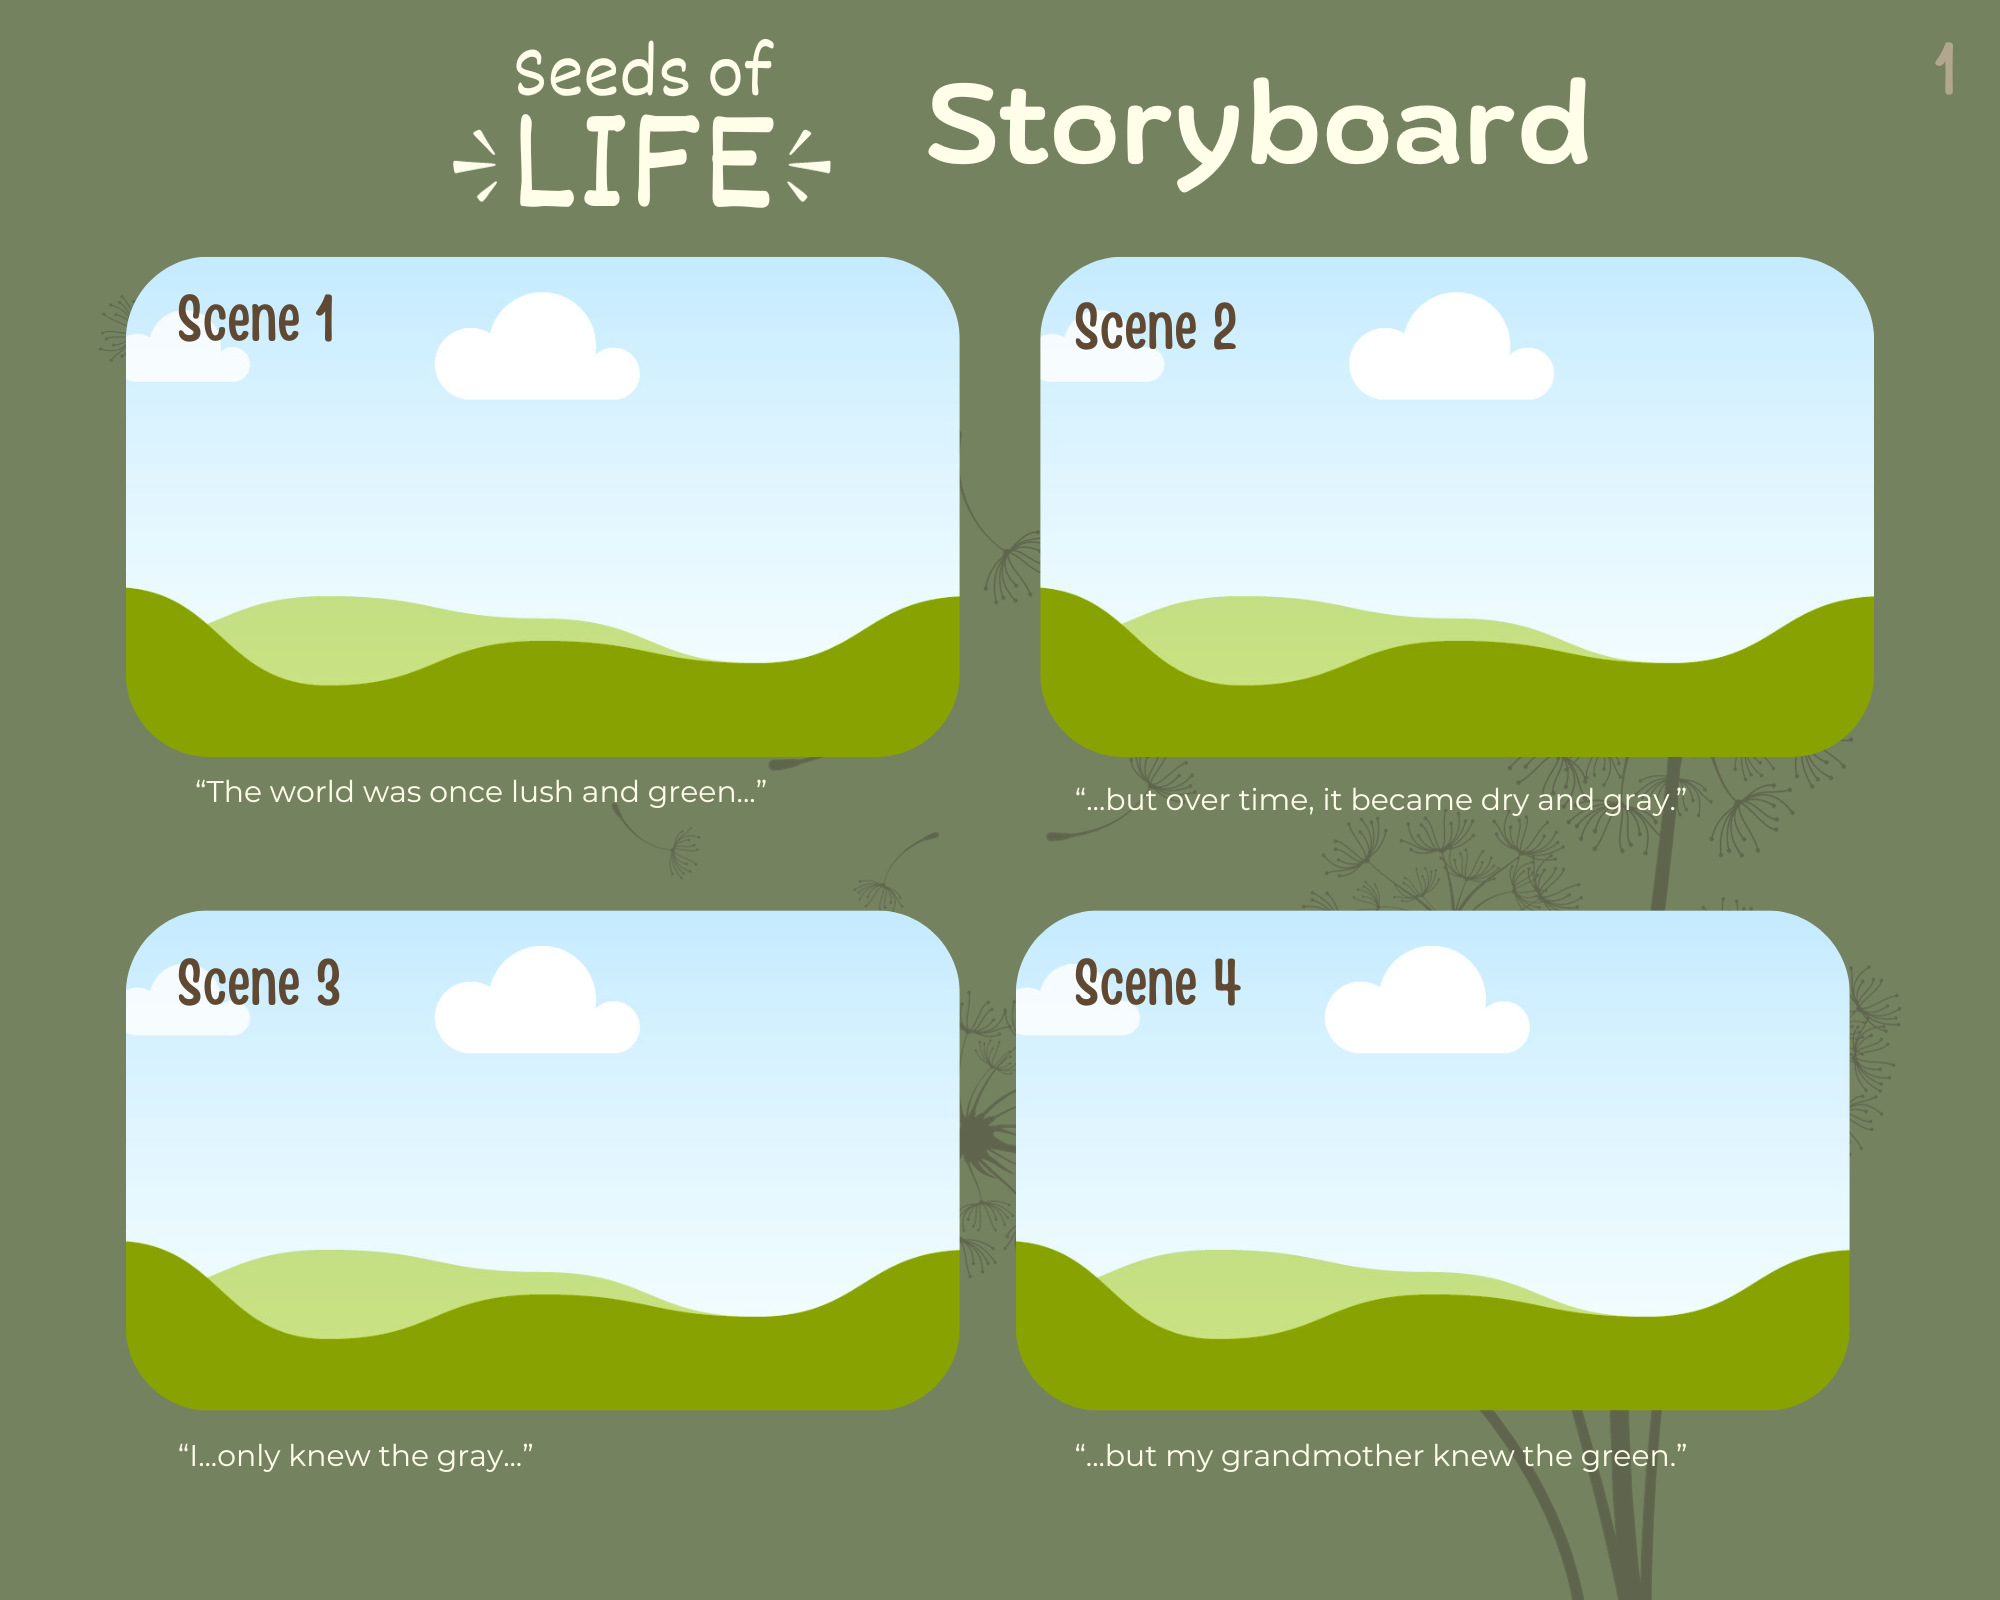 Seeds of
LIFE
Storyboard
1
Scene 1
Scene 2
“The world was once lush and green...”
“...but over time, it became dry and gray.”
Scene 3
Scene 4
“I...only knew the gray...”
“...but my grandmother knew the green.”